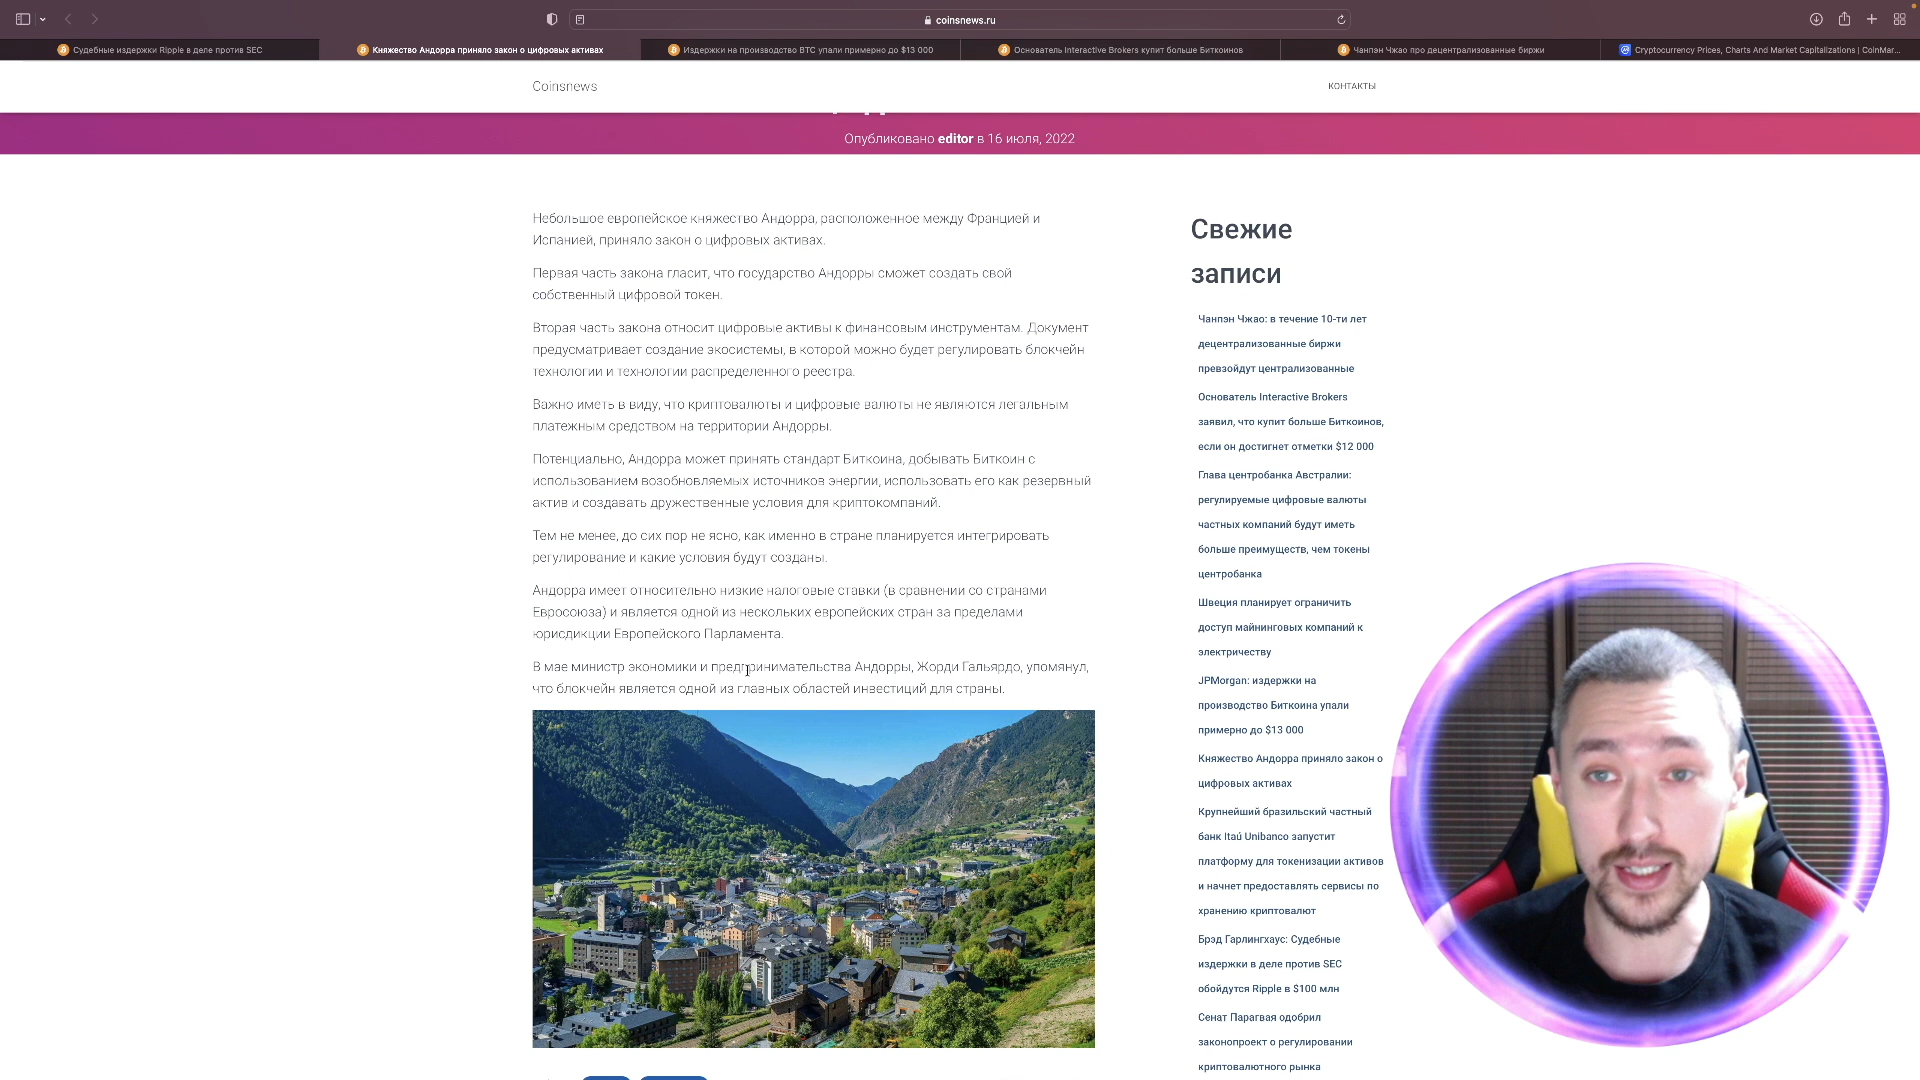 coinsnews.ru
Судебные издержки Ripple в деле против SEC
Княжество Андорра приняло закон о цифровых активах
Издержки на производство BTC упали примерно до $13 000
Основатель Interactive Brokers купит больше Биткоинов
Чанпэн Чжао про децентрализованные биржи
Cryptocurrency Prices, Charts And Market Capitalizations | CoinMar...
Coinsnews
КОНТАКТЫ
Опубликовано editor в 16 июля, 2022
Небольшое европейское княжество Андорра, расположенное между Францией и
Испанией, приняло закон о цифровых активах.
Первая часть закона гласит, что государство Андорры сможет создать свой
собственный цифровой токен.
Вторая часть закона относит цифровые активы к финансовым инструментам. Документ
предусматривает создание экосистемы, в которой можно будет регулировать блокчейн
технологии и технологии распределенного реестра.
Важно иметь в виду, что криптовалюты и цифровые валюты не являются легальным
платежным средством на территории Андорры.
Потенциально, Андорра может принять стандарт Биткоина, добывать Биткоин с
использованием возобновляемых источников энергии, использовать его как резервный
актив и создавать дружественные условия для криптокомпаний.
Тем не менее, до сих пор не ясно, как именно в стране планируется интегрировать
регулирование и какие условия будут созданы.
Андорра имеет относительно низкие налоговые ставки (в сравнении со странами
Евросоюза) и является одной из нескольких европейских стран за пределами
юрисдикции Европейского Парламента.
В мае министр экономики и предпринимательства Андорры, Жорди Гальярдо, упомянул,
что блокчейн является одной из главных областей инвестиций для страны.
Свежие
записи
Чанпэн Чжао: в течение 10-ти лет
децентрализованные биржи
превзойдут централизованные
Основатель Interactive Brokers
заявил, что купит больше Биткоинов,
если он достигнет отметки $12 000
Глава центробанка Австралии:
регулируемые цифровые валюты
частных компаний будут иметь
больше преимуществ, чем токены
центробанка
Швеция планирует ограничить
доступ майнинговых компаний к
электричеству
JPMorgan: издержки на
производство Биткоина упали
примерно до $13 000
Княжество Андорра приняло закон о
цифровых активах
Крупнейший бразильский частный
банк Itaú Unibanco запустит
платформу для токенизации активов
и начнет предоставлять сервисы по
хранению криптовалют
Брэд Гарлингхаус: Судебные
издержки в деле против SEC
обойдутся Ripple в $100 млн
Сенат Парагвая одобрил
законопроект о регулировании
криптовалютного рынка